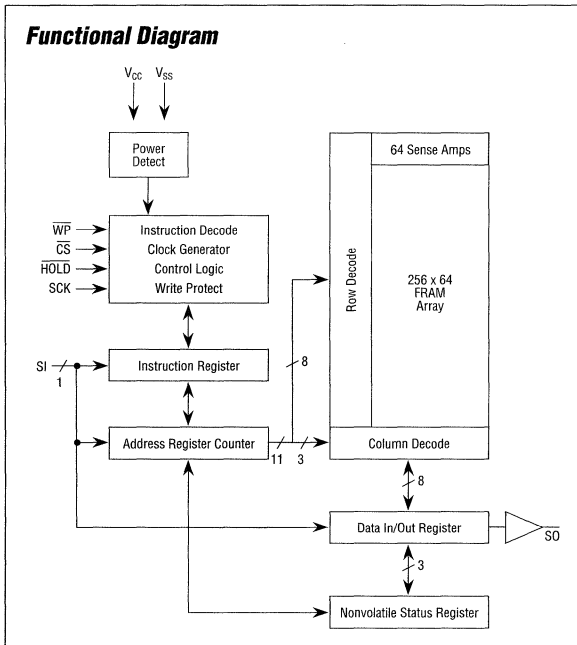 Functional Diagram
VCC VSS
Power
Detect
64 Sense Amps
WP
CS
HOLD
SCK
Instruction Decode
Clock Generator
Control Logic
Write Protect
Row Decode
256 x 64
FRAM
Array
SI
1
Instruction Register
8
Address Register Counter
11
3
Column Decode
8
Data In/Out Register
SO
3
Nonvolatile Status Register